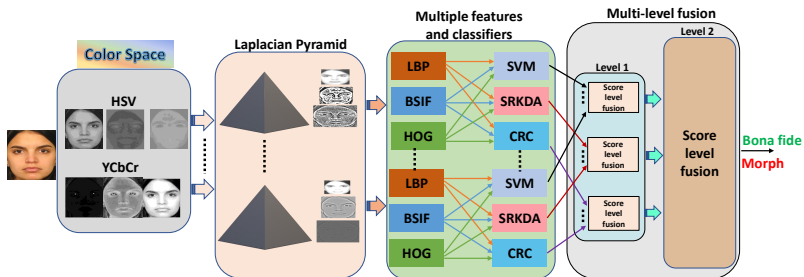 Color Space
HSV
YCbCr
Laplacian Pyramid
Multiple features
and classifiers
LBP
BSIF
HOG
LBP
BSIF
HOG
SVM
SRKDA
CRC
SVM
SRKDA
CRC
Multi-level fusion
Level 1
Score
level
fusion
Score
level
fusion
Score
level
fusion
Level 2
Score
level
fusion
Bona fide
Morph